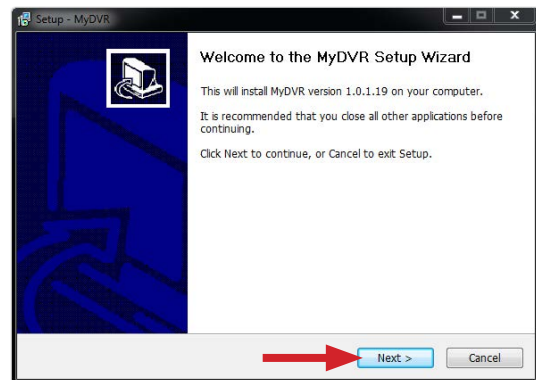 Setup - MyDVR
Welcome to the MyDVR Setup Wizard
This will install MyDVR version 1.0.1.19 on your computer.
It is recommended that you close all other applications before
continuing.
Click Next to continue, or Cancel to exit Setup.
Next >
Cancel